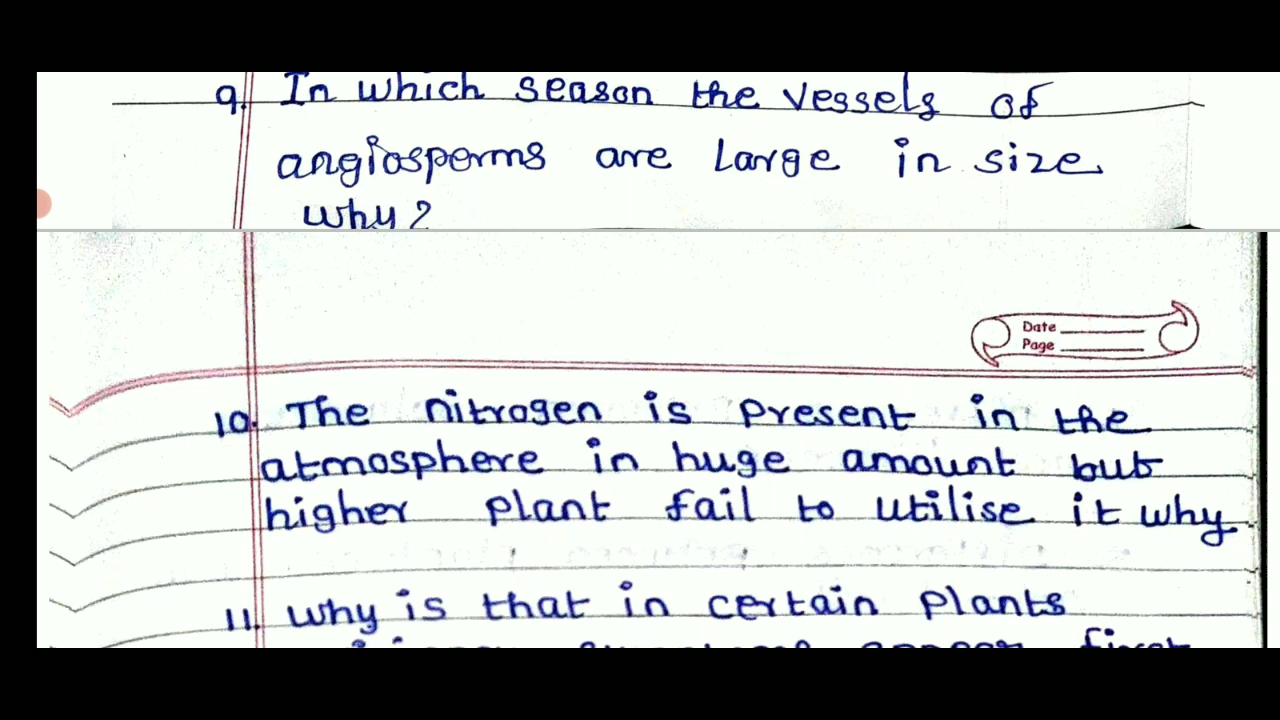 9. In which season the vessels of
angiosperms are large in size
why?
Date
Page
10. The nitrogen is present in the
atmosphere in huge amount but
higher plant fail to utilise it why
11. Why is that in certain plants